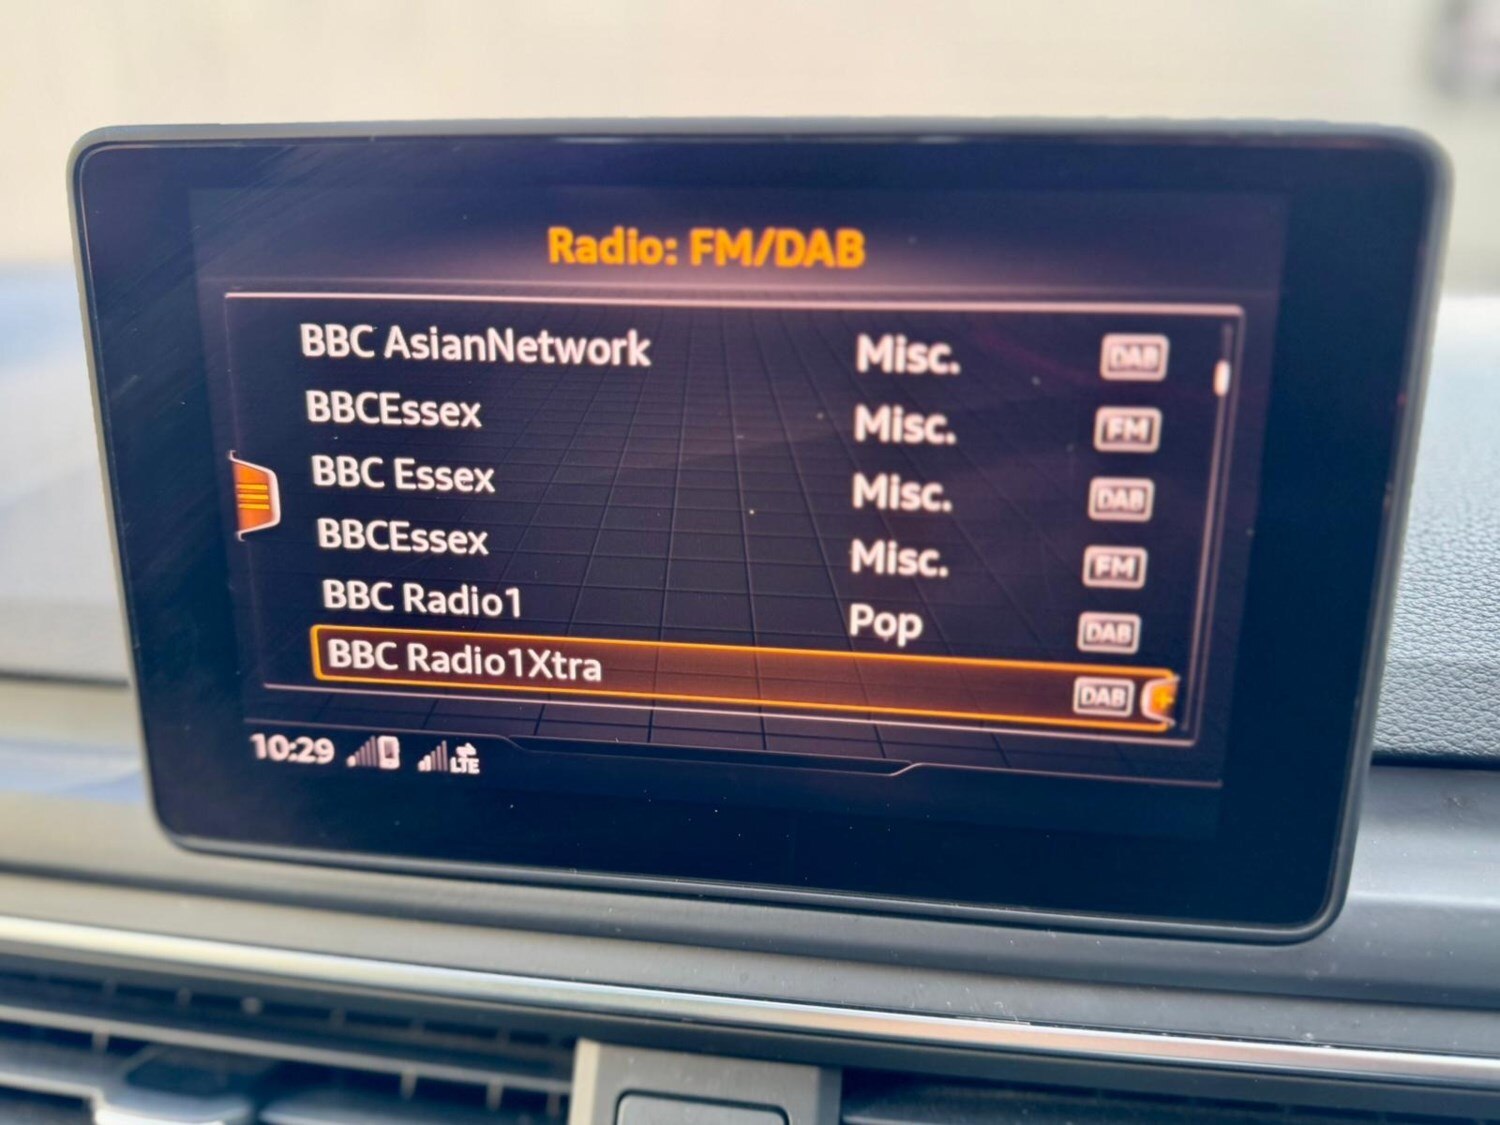 Radio: FM/DAB
BBC AsianNetwork Misc. DAB
BBCEssex Misc. FM
BBC Essex Misc. DAB
BBCEssex Misc. FM
BBC Radio1 Pop DAB
BBC Radio1Xtra DAB
10:29 LTE